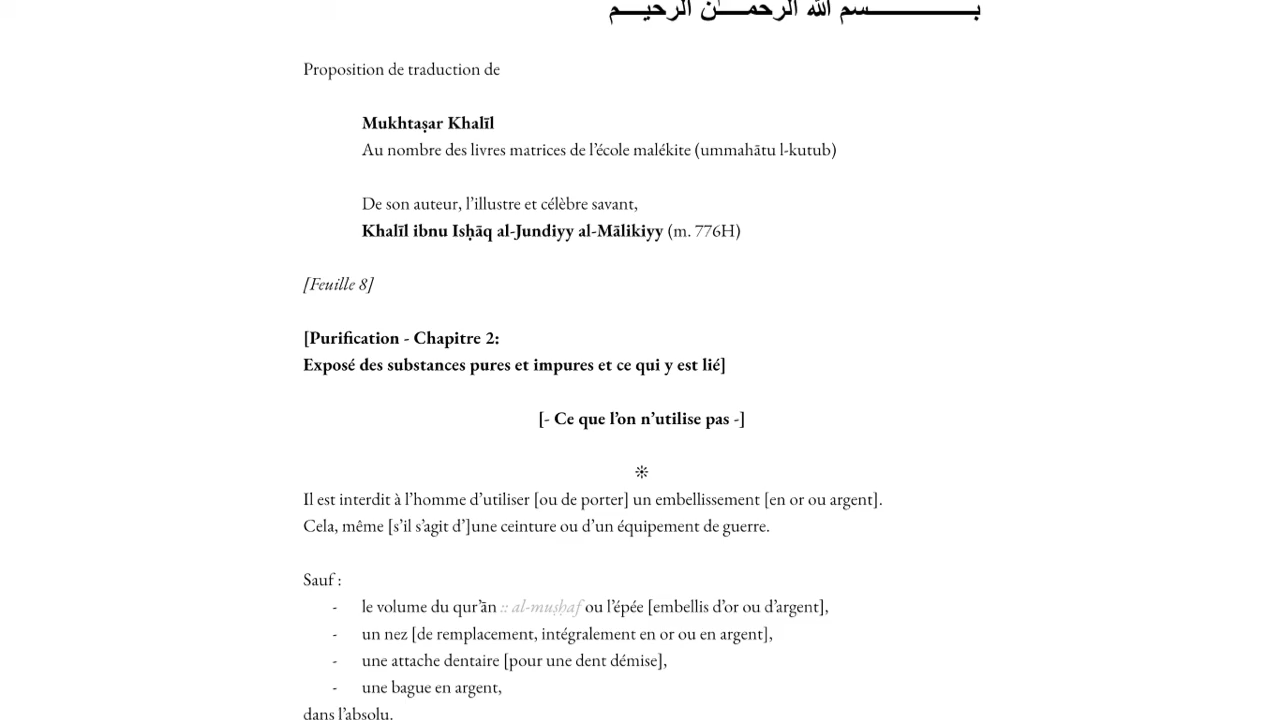 بـــــــــسم الله الرحمـــٰن الرحيـــم
Proposition de traduction de
Mukhtaṣar Khalīl
Au nombre des livres matrices de l’école malékite (ummahātu l-kutub)
De son auteur, l’illustre et célèbre savant,
Khalīl ibnu Isḥāq al-Jundiyy al-Mālikiyy (m. 776H)
[Feuille 8]
[Purification - Chapitre 2:
Exposé des substances pures et impures et ce qui y est lié]
[- Ce que l’on n’utilise pas -]
❊
Il est interdit à l’homme d’utiliser [ou de porter] un embellissement [en or ou argent].
Cela, même [s’il s’agit d’]une ceinture ou d’un équipement de guerre.
Sauf :
- le volume du qur’ān :: al-muṣḥaf ou l’épée [embellis d’or ou d’argent],
- un nez [de remplacement, intégralement en or ou en argent],
- une attache dentaire [pour une dent démise],
- une bague en argent,
dans l’absolu.